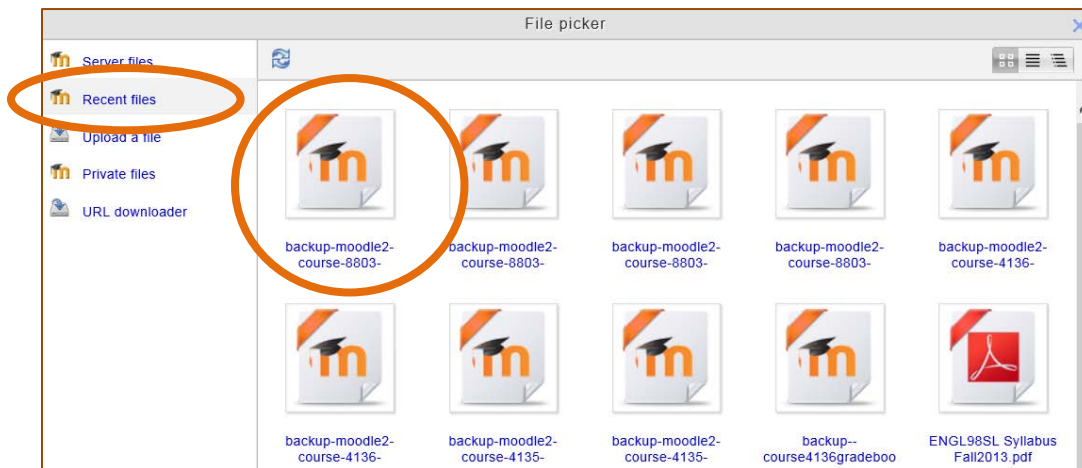 File picker
Server files
Recent files
Upload a file
Private files
URL downloader
backup-moodle2-
course-8803-
backup-moodle2-
course-8803-
backup-moodle2-
course-8803-
backup-moodle2-
course-8803-
backup-moodle2-
course-4136-
backup-moodle2-
course-4136-
backup-moodle2-
course-4135-
backup-moodle2-
course-4135-
backup--
course4136gradeboo
ENGL98SL Syllabus
Fall2013.pdf